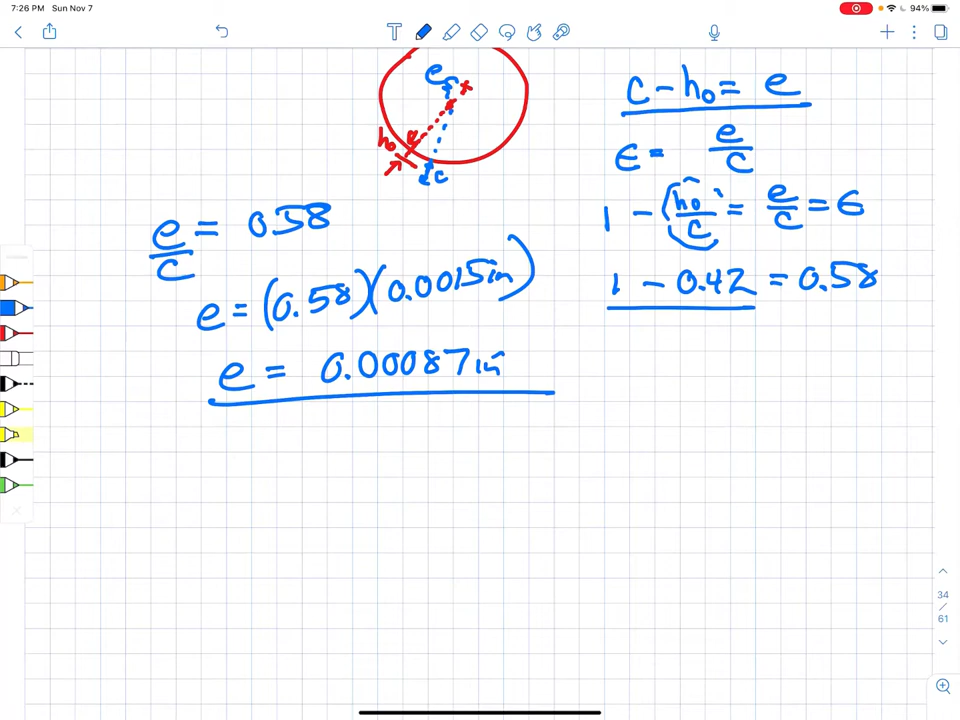 7:26 PM Sun Nov 7
94%
T
e
h₀
c
c - h₀ = e
ϵ = e/c
1 - (h₀/c) = e/c = ϵ
1 - 0.42 = 0.58
e/c = 0.58
e = (0.58)(0.0015in)
e = 0.00087in
34
/
61